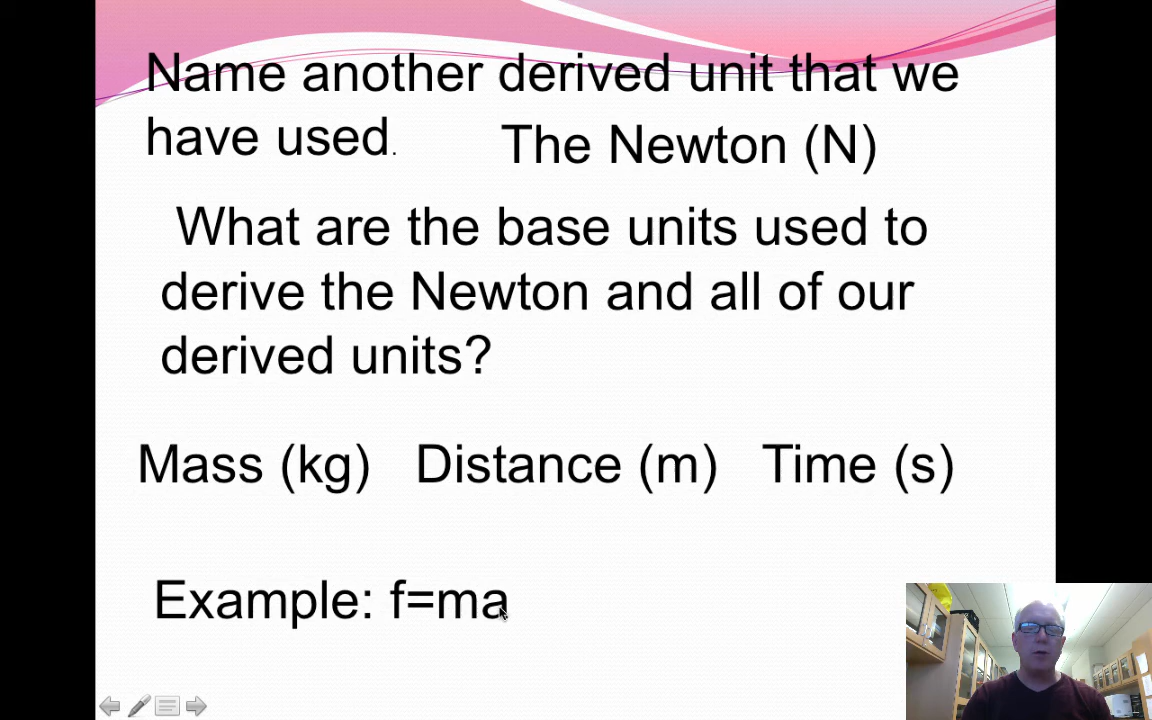 Name another derived unit that we
have used.
The Newton (N)
What are the base units used to
derive the Newton and all of our
derived units?
Mass (kg) Distance (m) Time (s)
Example: f=ma